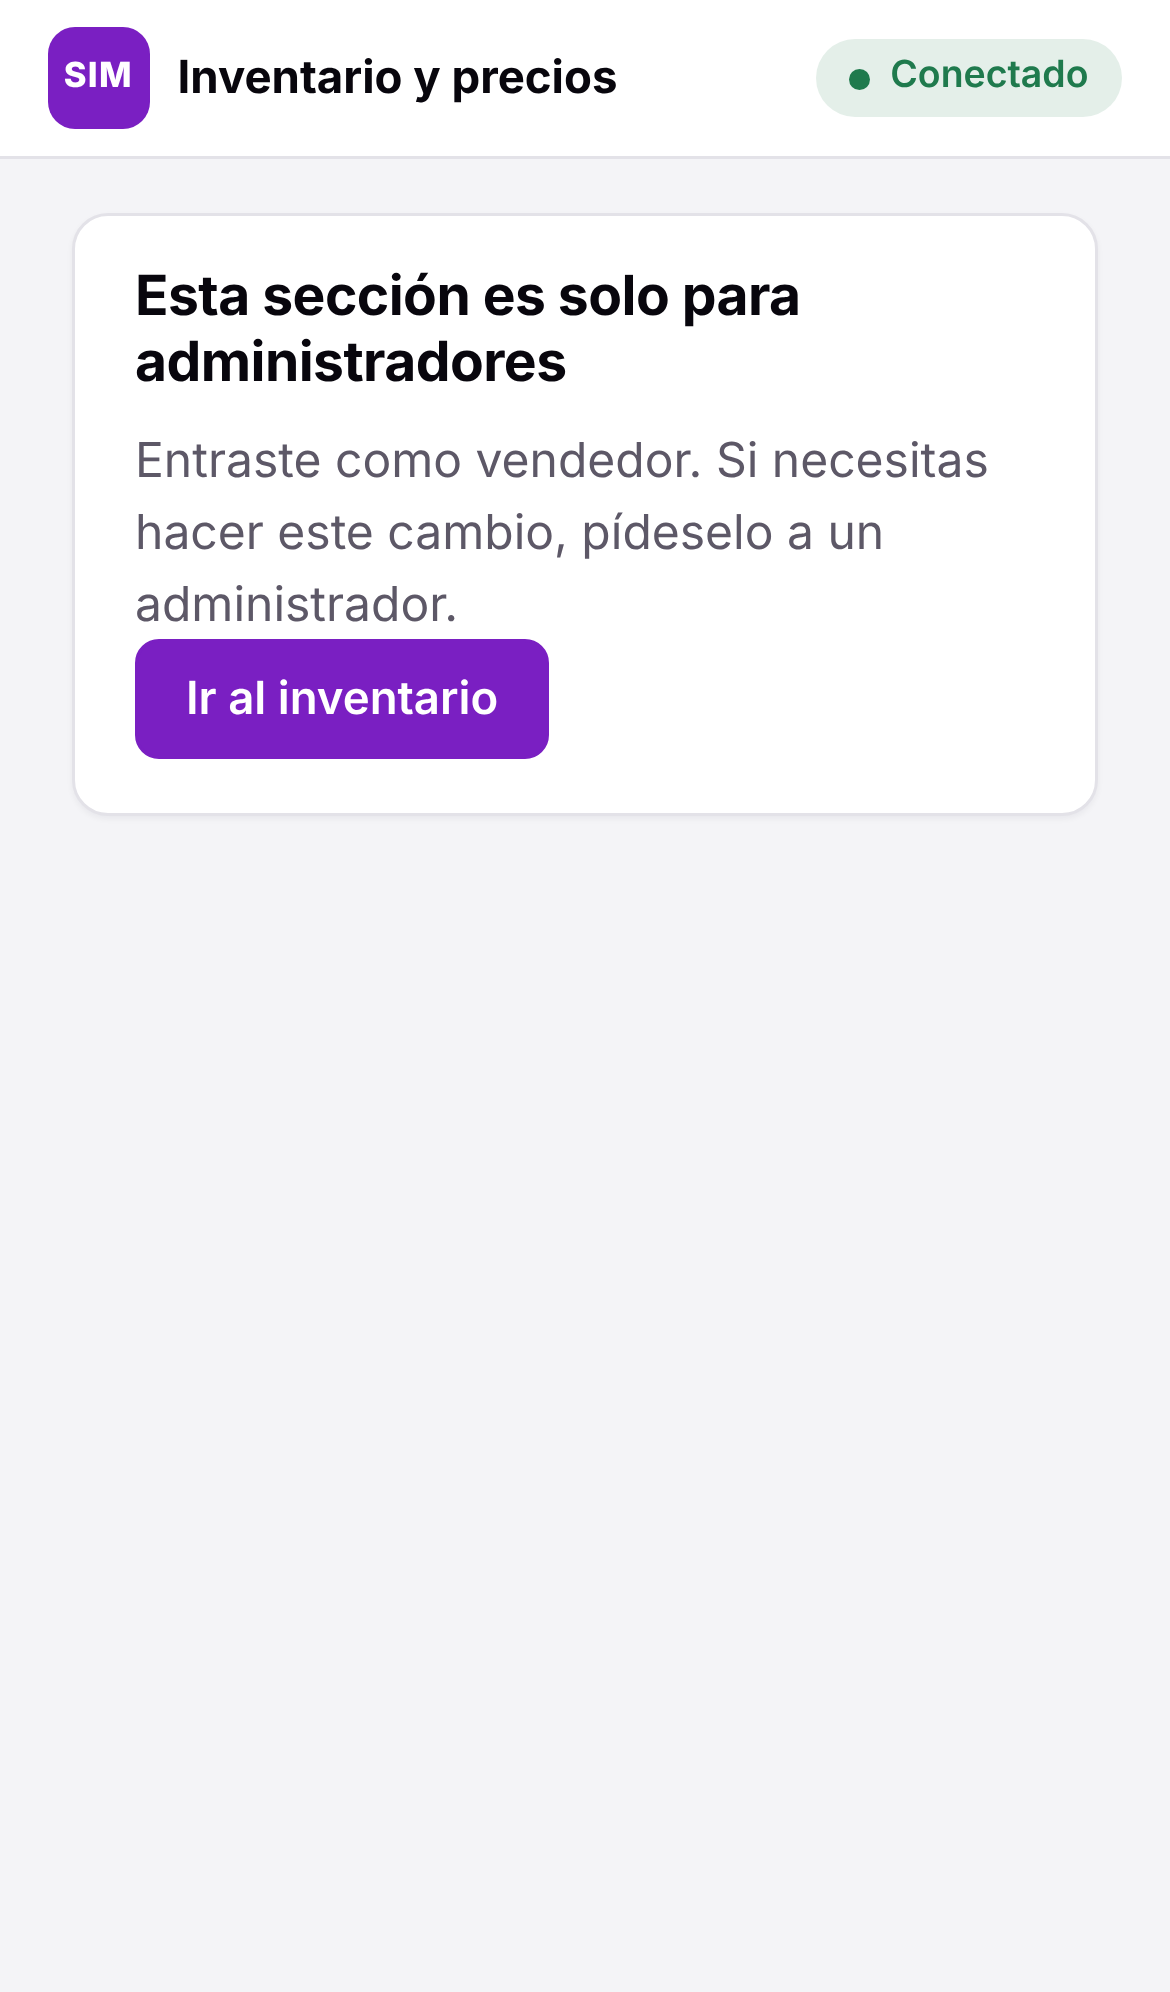 SIM
Inventario y precios
Conectado
Esta sección es solo para
administradores
Entraste como vendedor. Si necesitas
hacer este cambio, pídeselo a un
administrador.
Ir al inventario